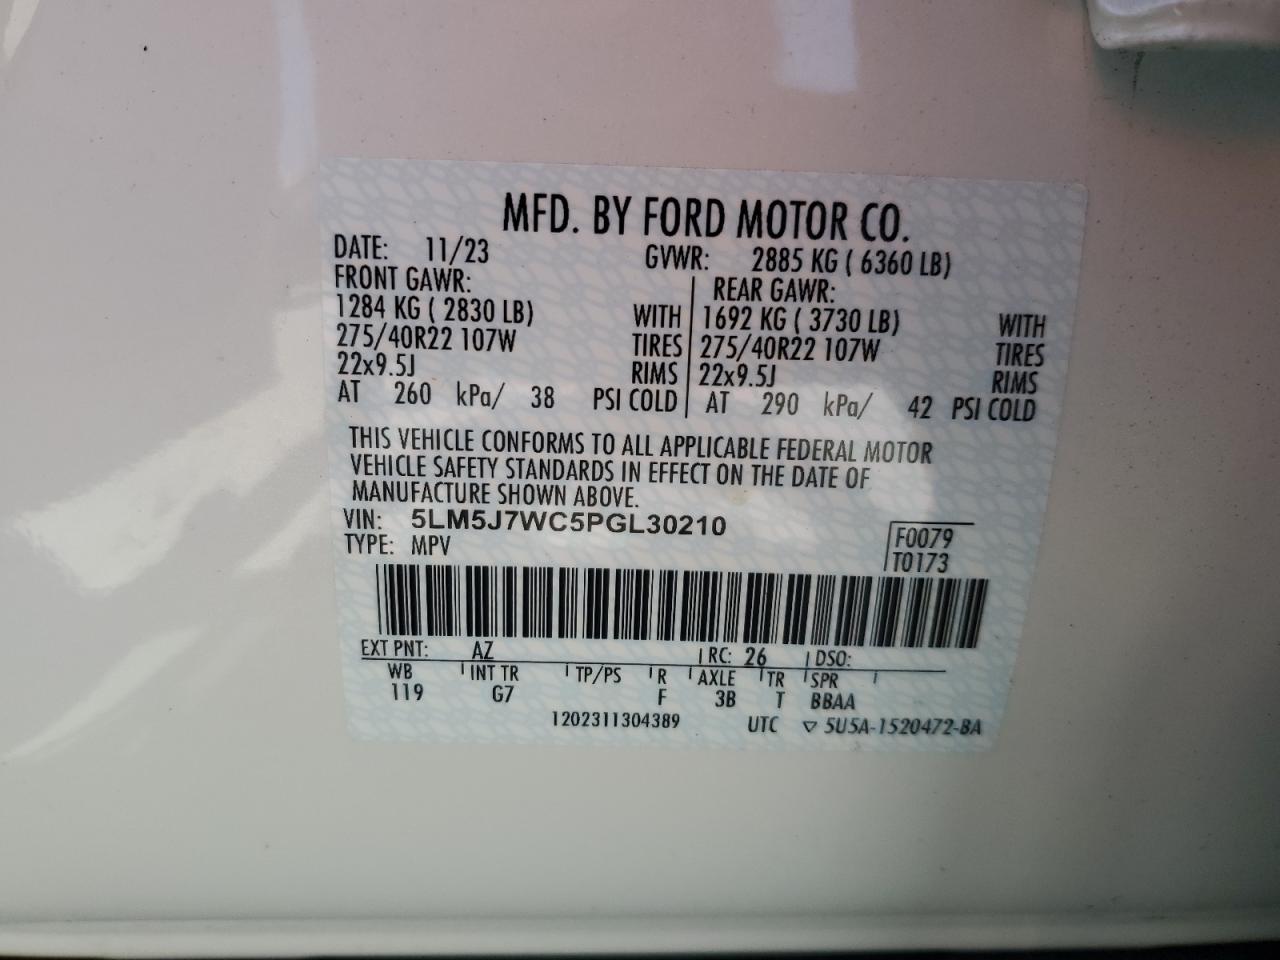 MFD. BY FORD MOTOR CO.
DATE: 11/23 GVWR: 2885 KG ( 6360 LB)
FRONT GAWR: REAR GAWR:
1284 KG ( 2830 LB) WITH 1692 KG ( 3730 LB) WITH
275/40R22 107W TIRES 275/40R22 107W TIRES
22x9.5J RIMS 22x9.5J RIMS
AT 260 kPa/ 38 PSI COLD AT 290 kPa/ 42 PSI COLD
THIS VEHICLE CONFORMS TO ALL APPLICABLE FEDERAL MOTOR
VEHICLE SAFETY STANDARDS IN EFFECT ON THE DATE OF
MANUFACTURE SHOWN ABOVE.
VIN: 5LM5J7WC5PGL30210
TYPE: MPV
F0079
T0173
EXT PNT: AZ RC: 26 DSO:
WB INT TR TP/PS R AXLE TR SPR
119 G7 F 3B T BBAA
1202311304389 UTC ▽ 5U5A-1520472-BA